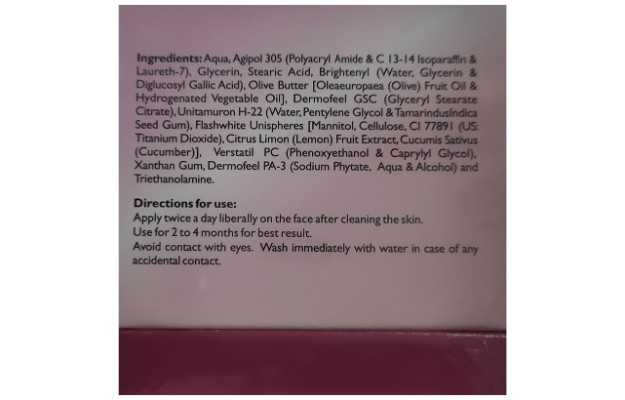 Ingredients: Aqua, Agipol 305 (Polyacryl Amide & C 13-14 Isoparaffin &
Laureth-7), Glycerin, Stearic Acid, Brightenyl (Water, Glycerin &
Diglucosyl Gallic Acid), Olive Butter [Oleaeuropaea (Olive) Fruit Oil &
Hydrogenated Vegetable Oil], Dermofeel GSC (Glyceryl Stearate
Citrate), Unitamuron H-22 (Water, Pentylene Glycol & TamarindusIndica
Seed Gum), Flashwhite Unispheres [Mannitol, Cellulose, CI 77891 (US:
Titanium Dioxide), Citrus Limon (Lemon) Fruit Extract, Cucumis Sativus
(Cucumber)], Verstatil PC (Phenoxyethanol & Caprylyl Glycol),
Xanthan Gum, Dermofeel PA-3 (Sodium Phytate, Aqua & Alcohol) and
Triethanolamine.
Directions for use:
Apply twice a day liberally on the face after cleaning the skin.
Use for 2 to 4 months for best result.
Avoid contact with eyes. Wash immediately with water in case of any
accidental contact.